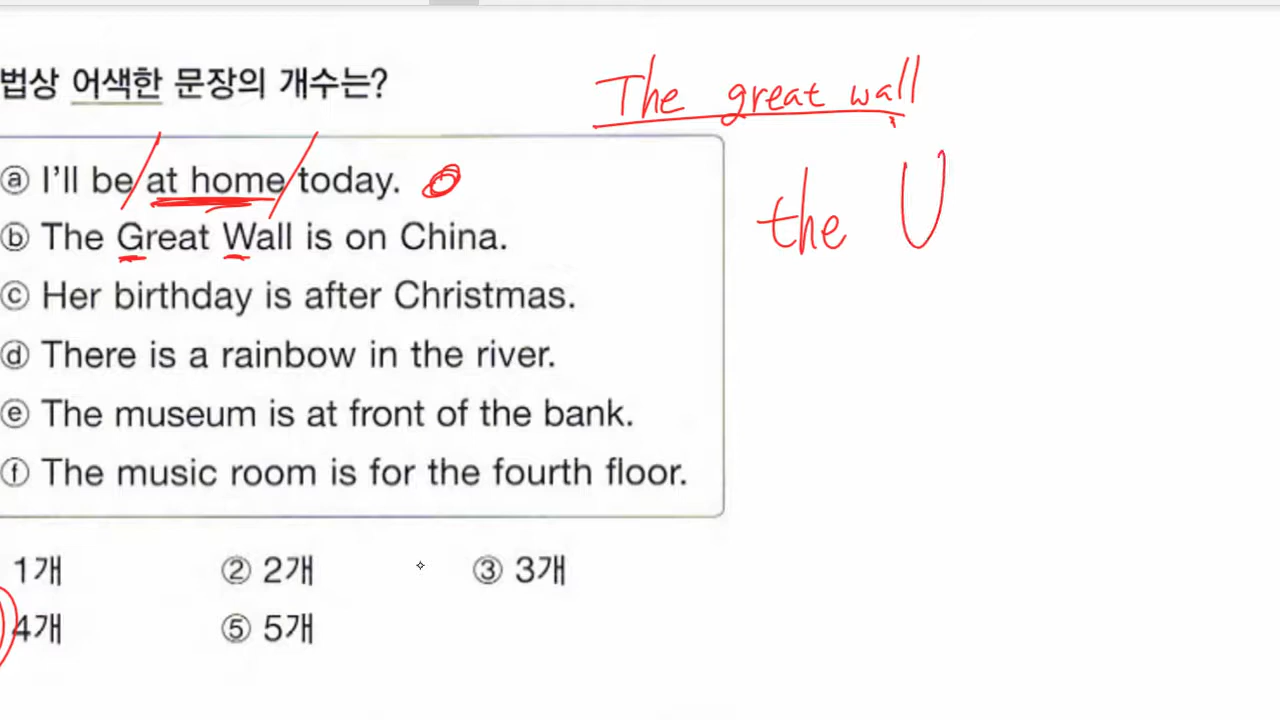 법상 어색한 문장의 개수는?
The great wall
ⓐ I'll be at home today.
the U
ⓑ The Great Wall is on China.
ⓒ Her birthday is after Christmas.
ⓓ There is a rainbow in the river.
ⓔ The museum is at front of the bank.
ⓕ The music room is for the fourth floor.
1개 ② 2개 ③ 3개
4개 ⑤ 5개